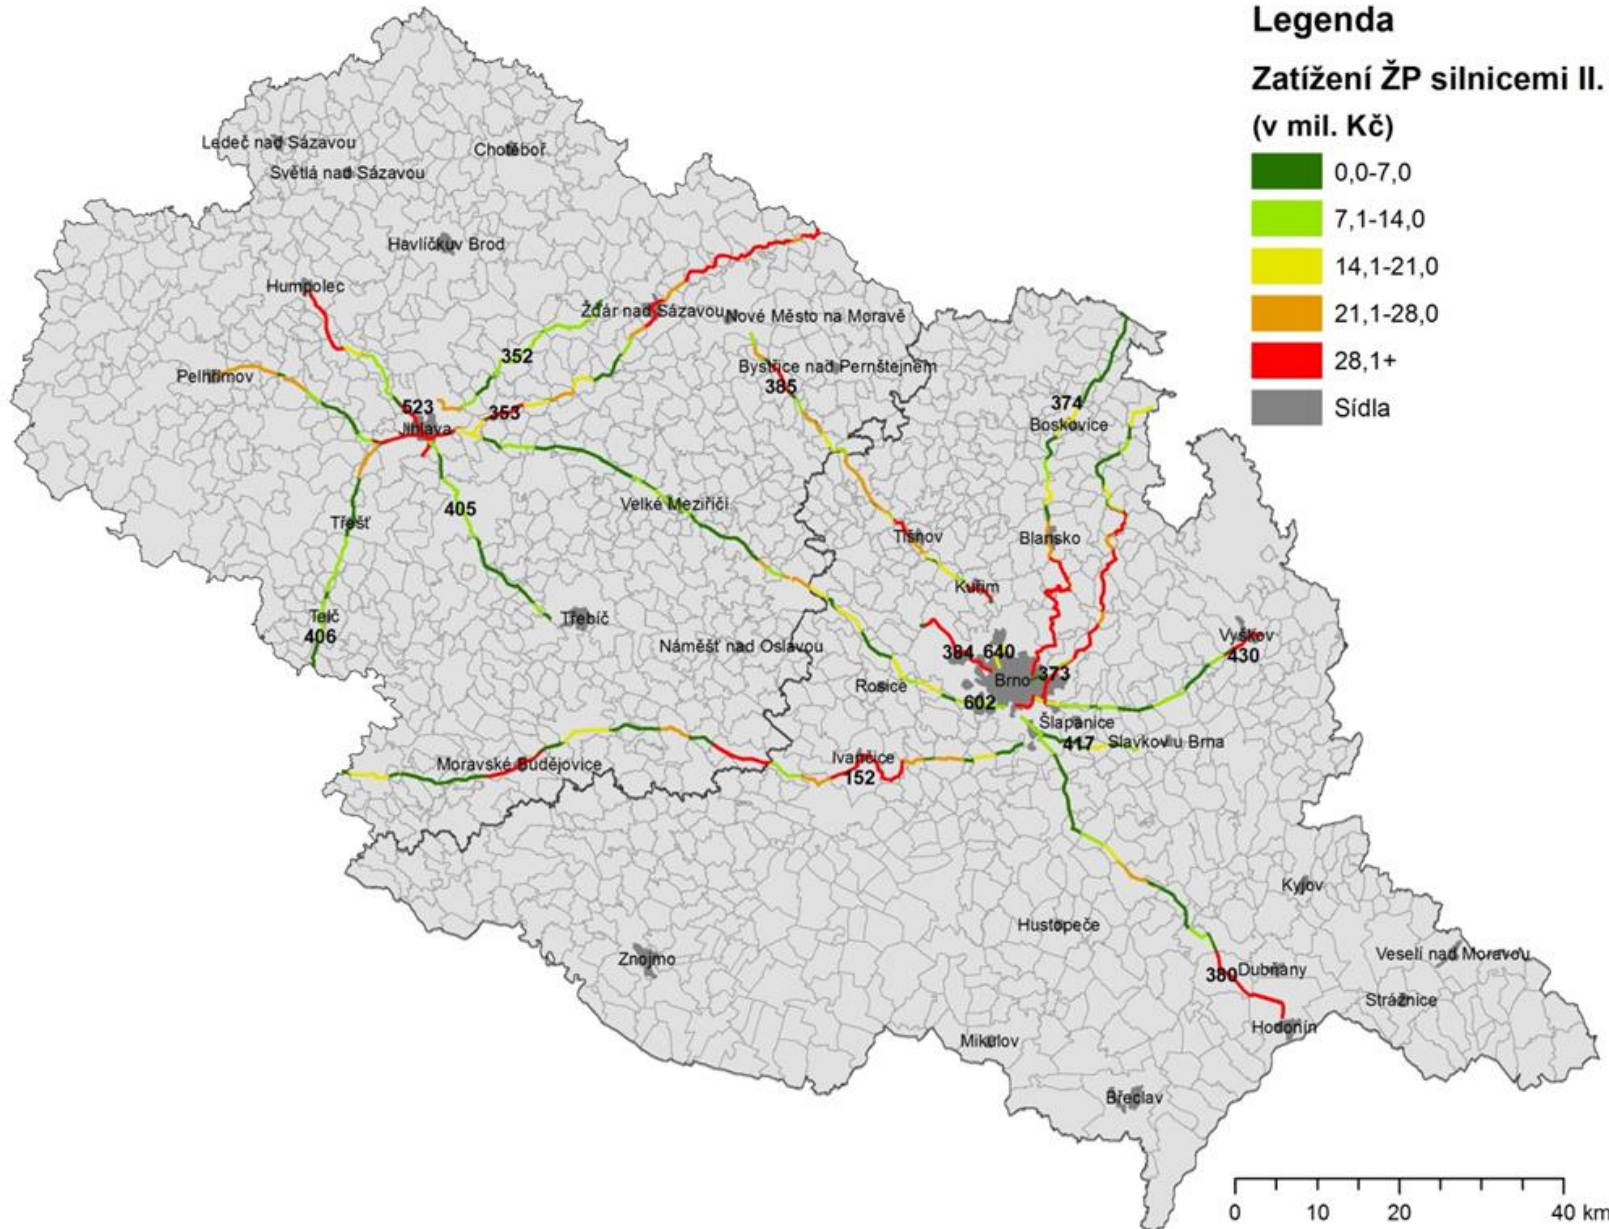 Legenda
Zatížení ŽP silnicemi II.
(v mil. Kč)
0,0-7,0
7,1-14,0
14,1-21,0
21,1-28,0
28,1+
Sídla
Ledeč nad Sázavou
Chotěboř
Světlá nad Sázavou
Havlíčkuv Brod
Humpolec
Žďár nad Sázavou
Nové Město na Moravě
352
Pelhřimov
Bystřice nad Pernštejnem
385
523
353
374
Jihlava
Boskovice
405
Velké Meziříčí
Třešť
Tišnov
Blansko
Kuřim
Telč
406
Třebíč
Náměšť nad Oslavou
384
640
Vyškov
430
Rosice
Brno
373
602
Šlapanice
417
Slavkov u Brna
Moravské Budějovice
Ivančice
152
Kyjov
Hustopeče
Znojmo
Veselí nad Moravou
380
Dubňany
Strážnice
Hodonín
Mikulov
Břeclav
0 10 20 40 km